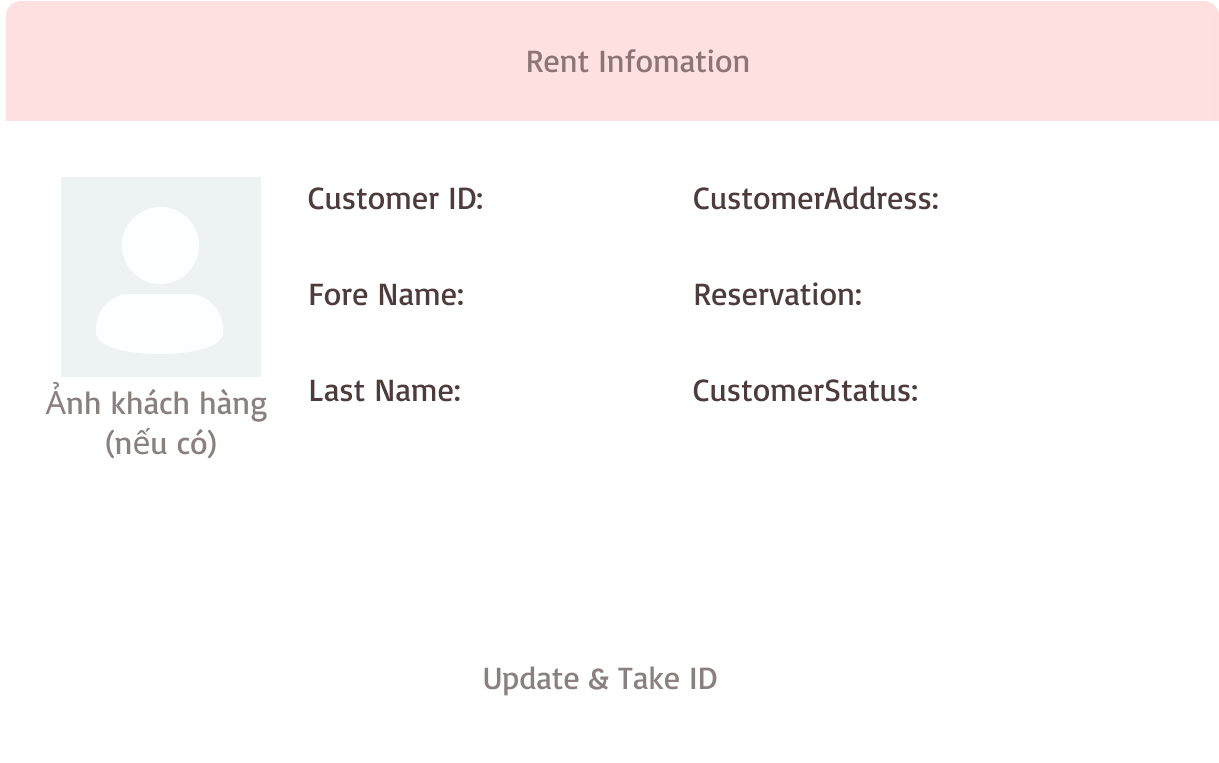 Rent Infomation
Customer ID:
CustomerAddress:
Fore Name:
Reservation:
Last Name:
CustomerStatus:
Ảnh khách hàng
(nếu có)
Update & Take ID